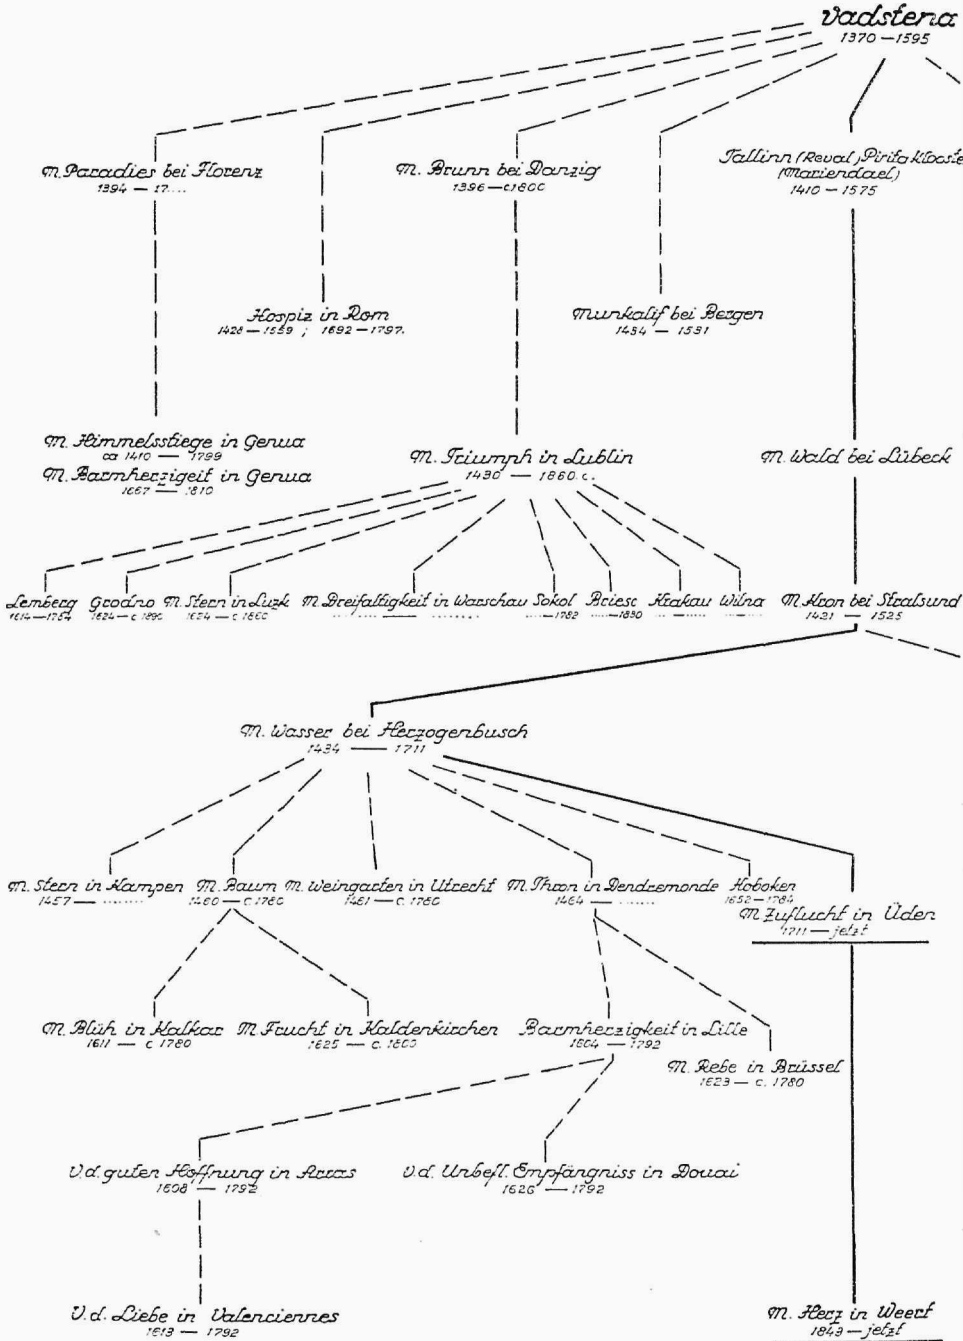 Vadstena
1370 — 1595
M. Paradies bei Florenz
1394 — 17....
M. Brunn bei Danzig
1396 — c.1800
Tallinn (Reval) Pirita Klooste
(Mariendael)
1410 — 1575
Hospiz in Rom
1428 — 1559 ; 1692 — 1797.
Munkalif bei Bergen
1434 — 1531
M. Himmelsstiege in Genua
ca 1410 — 1799
M. Barmherzigeit in Genua
1667 — 1810
M. Triumph in Lublin
1430 — 1860 c.
M. Wald bei Lübeck
Lemberg
1614 — 1784
Grodno
M. Stern in Luzk
M. Dreifaltigkeit in Warschau
........ — ........
Sokol
..... — 1782
Briesc
Krakau
..... — .....
Wilna
..... — .....
M. Kron bei Stralsund
1421 — 1525
M. Wasser bei Herzogenbusch
1434 — 1711
M. Stern in Kampen
1457 — ........
M. Baum
1460 — c. 1780
M. Weingarten in Utrecht
1461 — c. 1780
M. Thron in Dendremonde
1464 — ........
Hoboken
1652 — 1784
M. Zuflucht in Üden
1711 — jetzt
M. Blüh in Kalkar
1611 — c 1780
M. Frucht in Kaldenkirchen
1625 — c. 1800
Barmherzigkeit in Lille
1604 — 1792
M. Rebe in Brüssel
1623 — c. 1780
V. d. guten Hoffnung in Arras
1608 — 1792
V. d. Unbefl. Empfängniss in Douai
1626 — 1792
V. d. Liebe in Valenciennes
1613 — 1792
M. Herz in Weert
1843 — jetzt